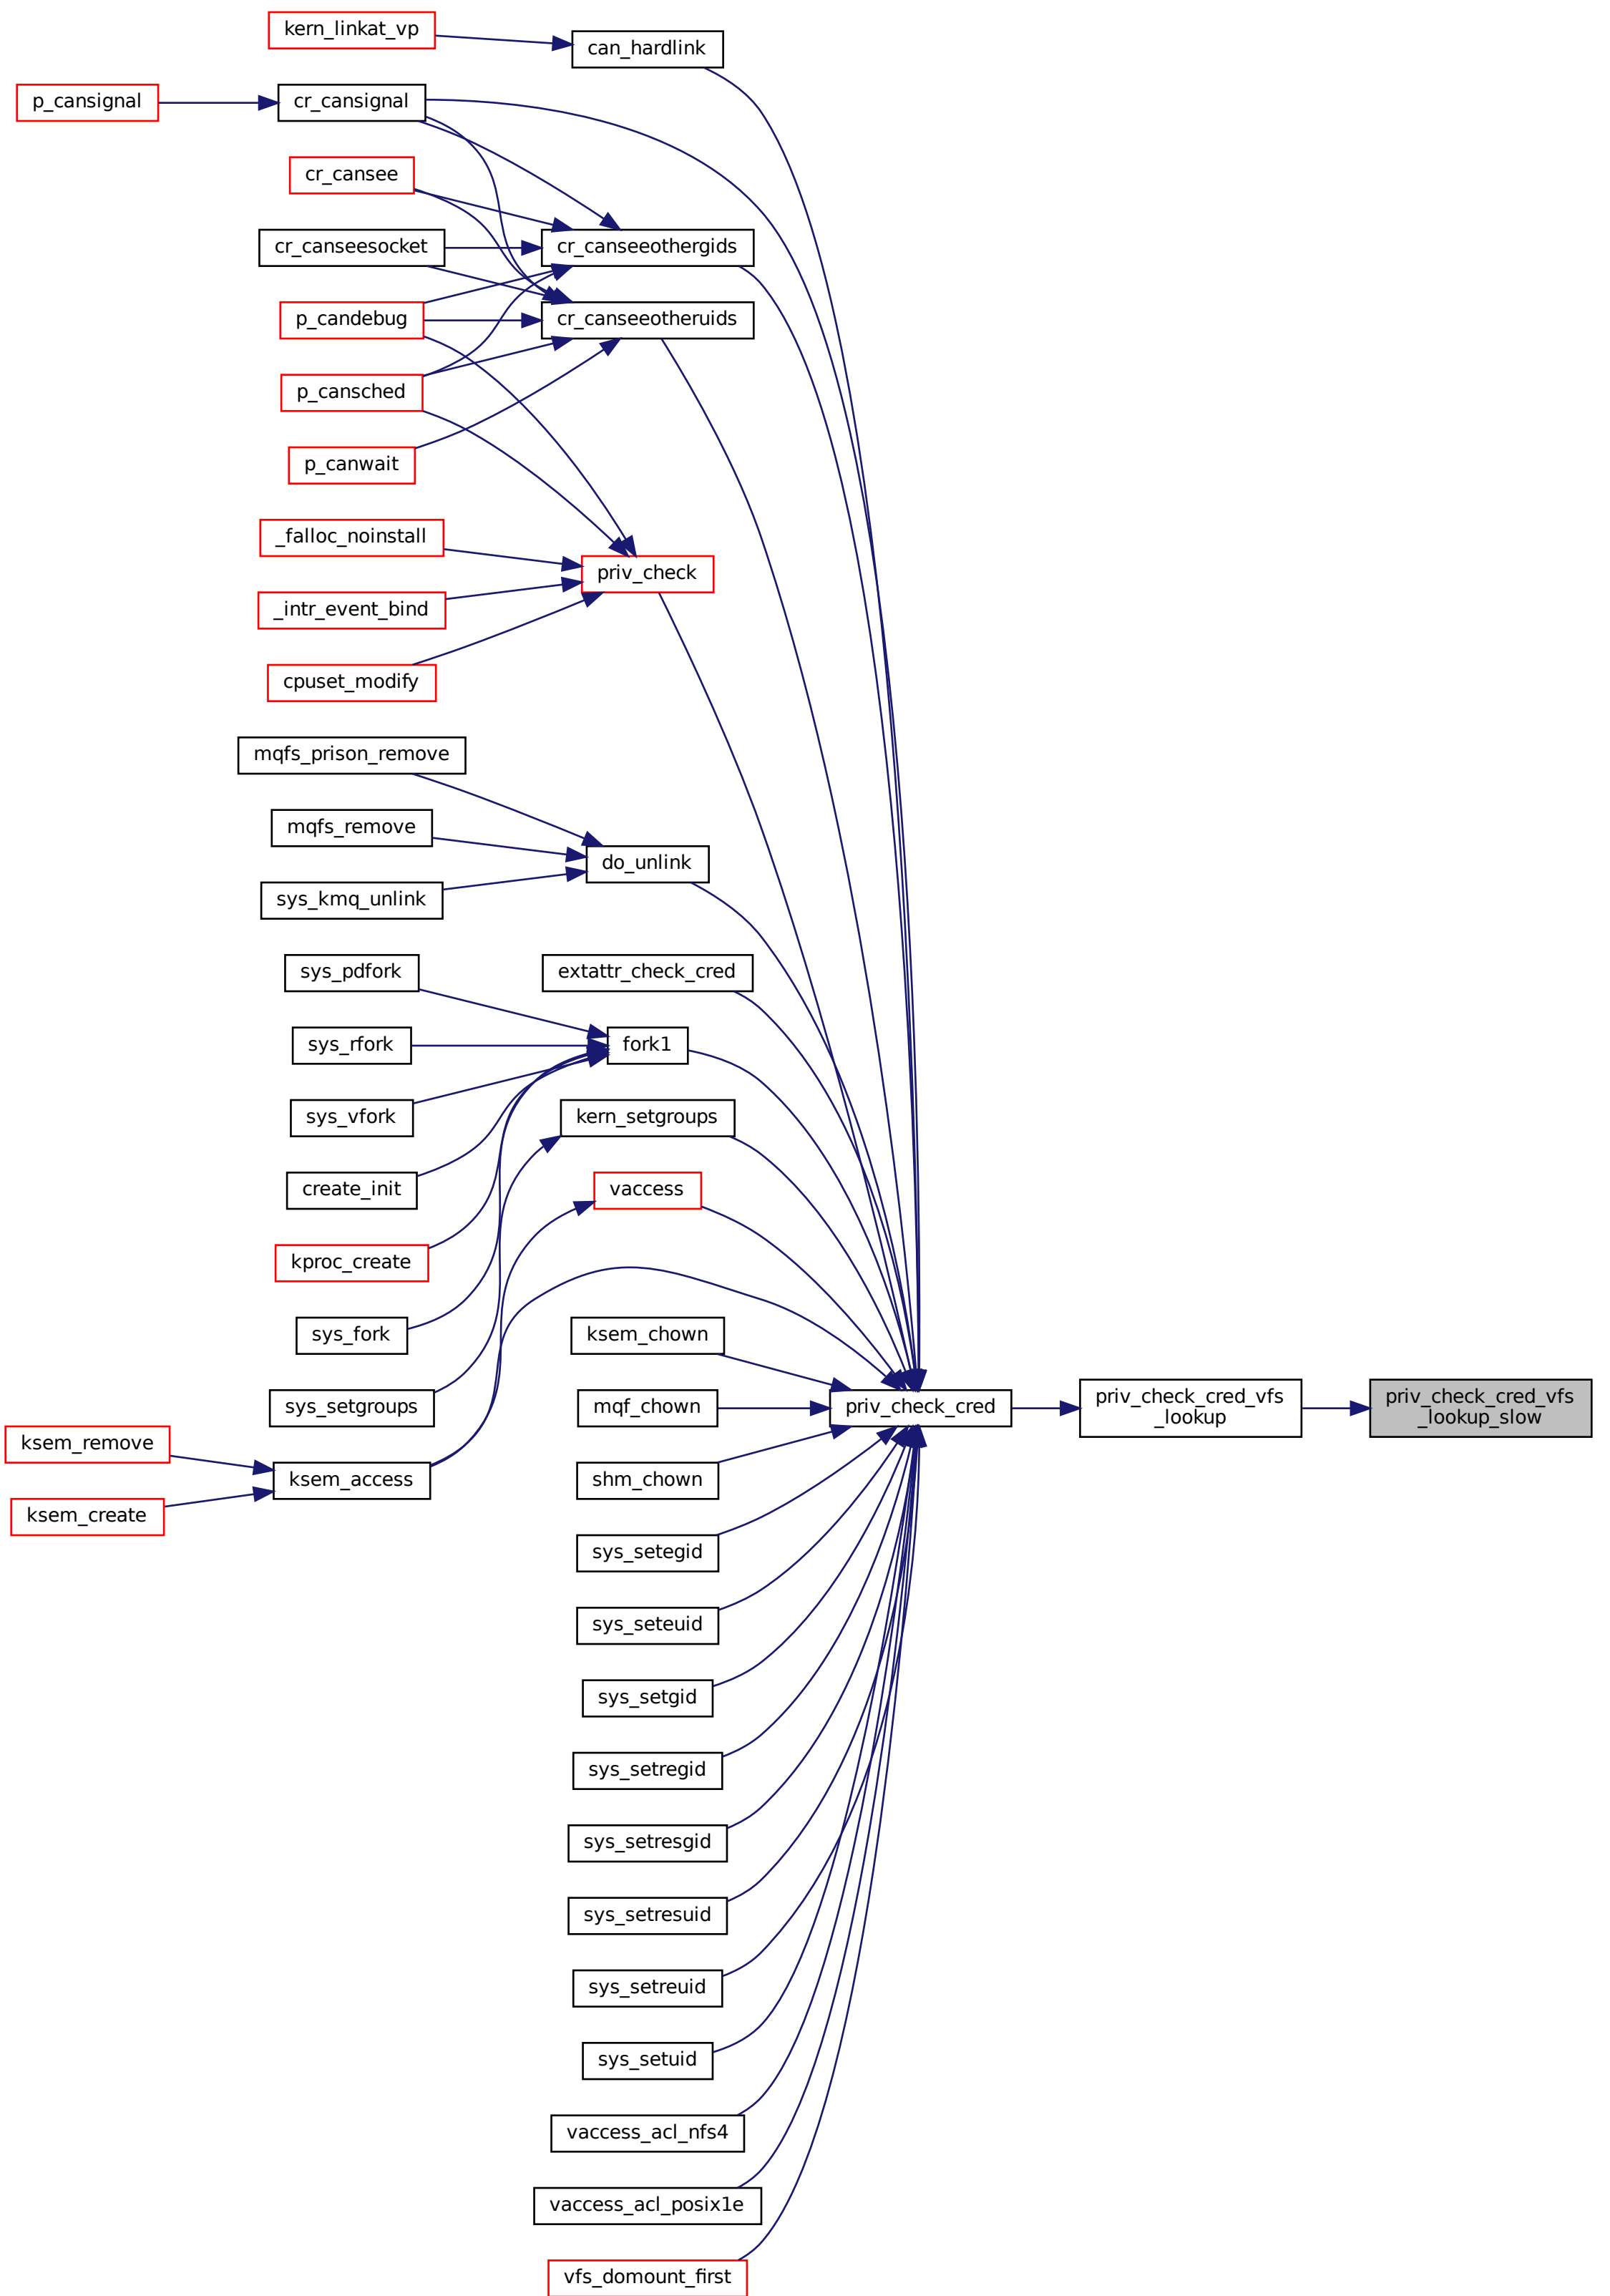 kern_linkat_vp
can_hardlink
p_cansignal
cr_cansignal
cr_cansee
cr_canseesocket
cr_canseeothergids
p_candebug
cr_canseeotheruids
p_cansched
p_canwait
_falloc_noinstall
priv_check
_intr_event_bind
cpuset_modify
mqfs_prison_remove
mqfs_remove
do_unlink
sys_kmq_unlink
sys_pdfork
extattr_check_cred
sys_rfork
fork1
sys_vfork
kern_setgroups
create_init
vaccess
kproc_create
sys_fork
ksem_chown
sys_setgroups
mqf_chown
priv_check_cred
priv_check_cred_vfs
_lookup
priv_check_cred_vfs
_lookup_slow
ksem_remove
ksem_access
shm_chown
ksem_create
sys_setegid
sys_seteuid
sys_setgid
sys_setregid
sys_setresgid
sys_setresuid
sys_setreuid
sys_setuid
vaccess_acl_nfs4
vaccess_acl_posix1e
vfs_domount_first